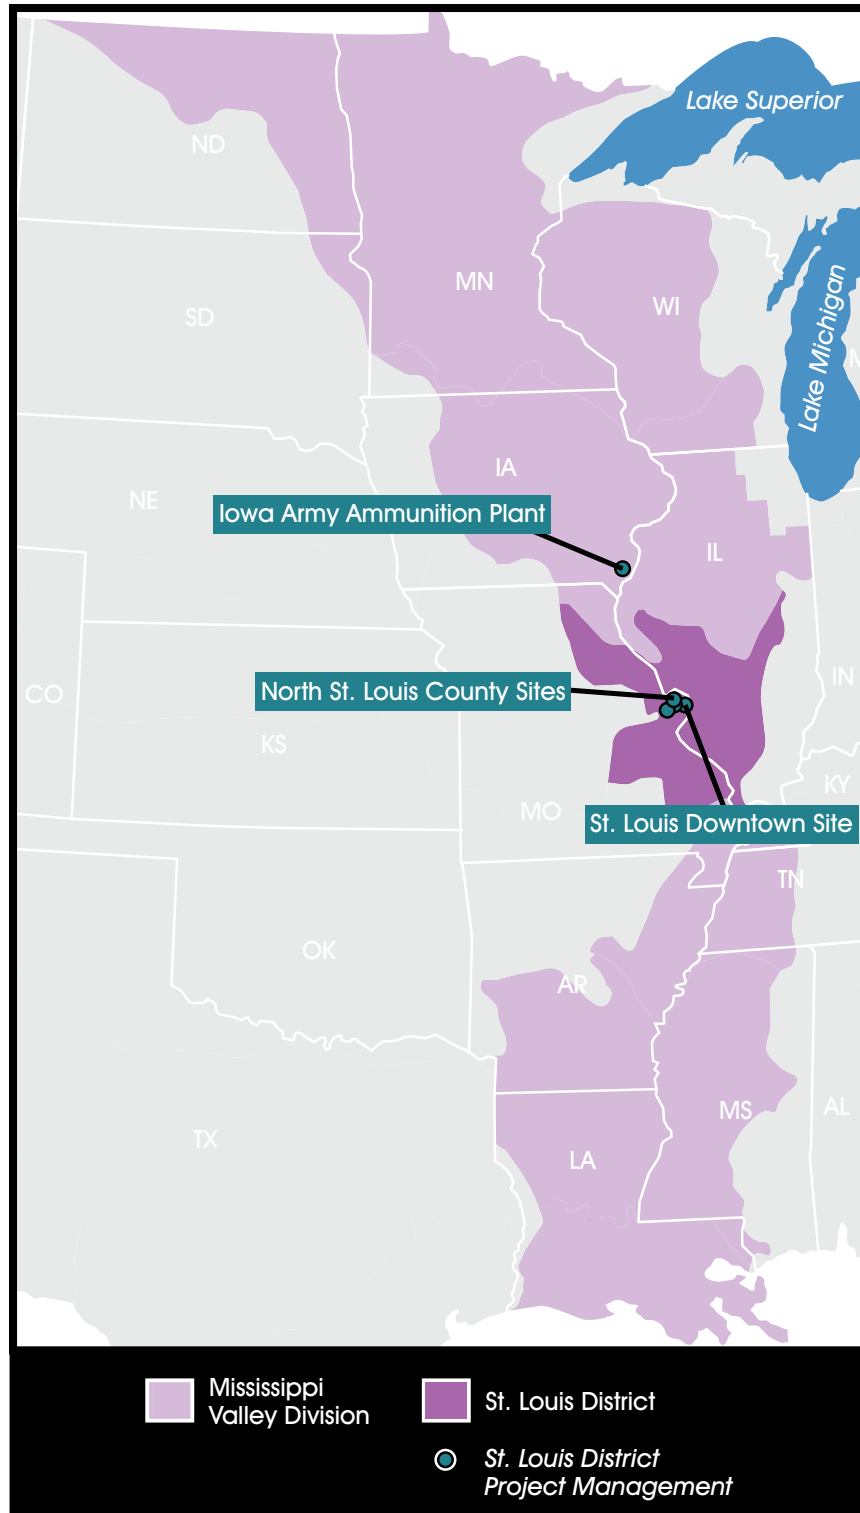 Lake Superior
ND
MN
WI
SD
Lake Michigan
M
IA
NE
Iowa Army Ammunition Plant
IL
IN
CO
North St. Louis County Sites
KS
KY
MO
St. Louis Downtown Site
TN
OK
AR
MS
AL
TX
LA
Mississippi
Valley Division
St. Louis District
St. Louis District
Project Management